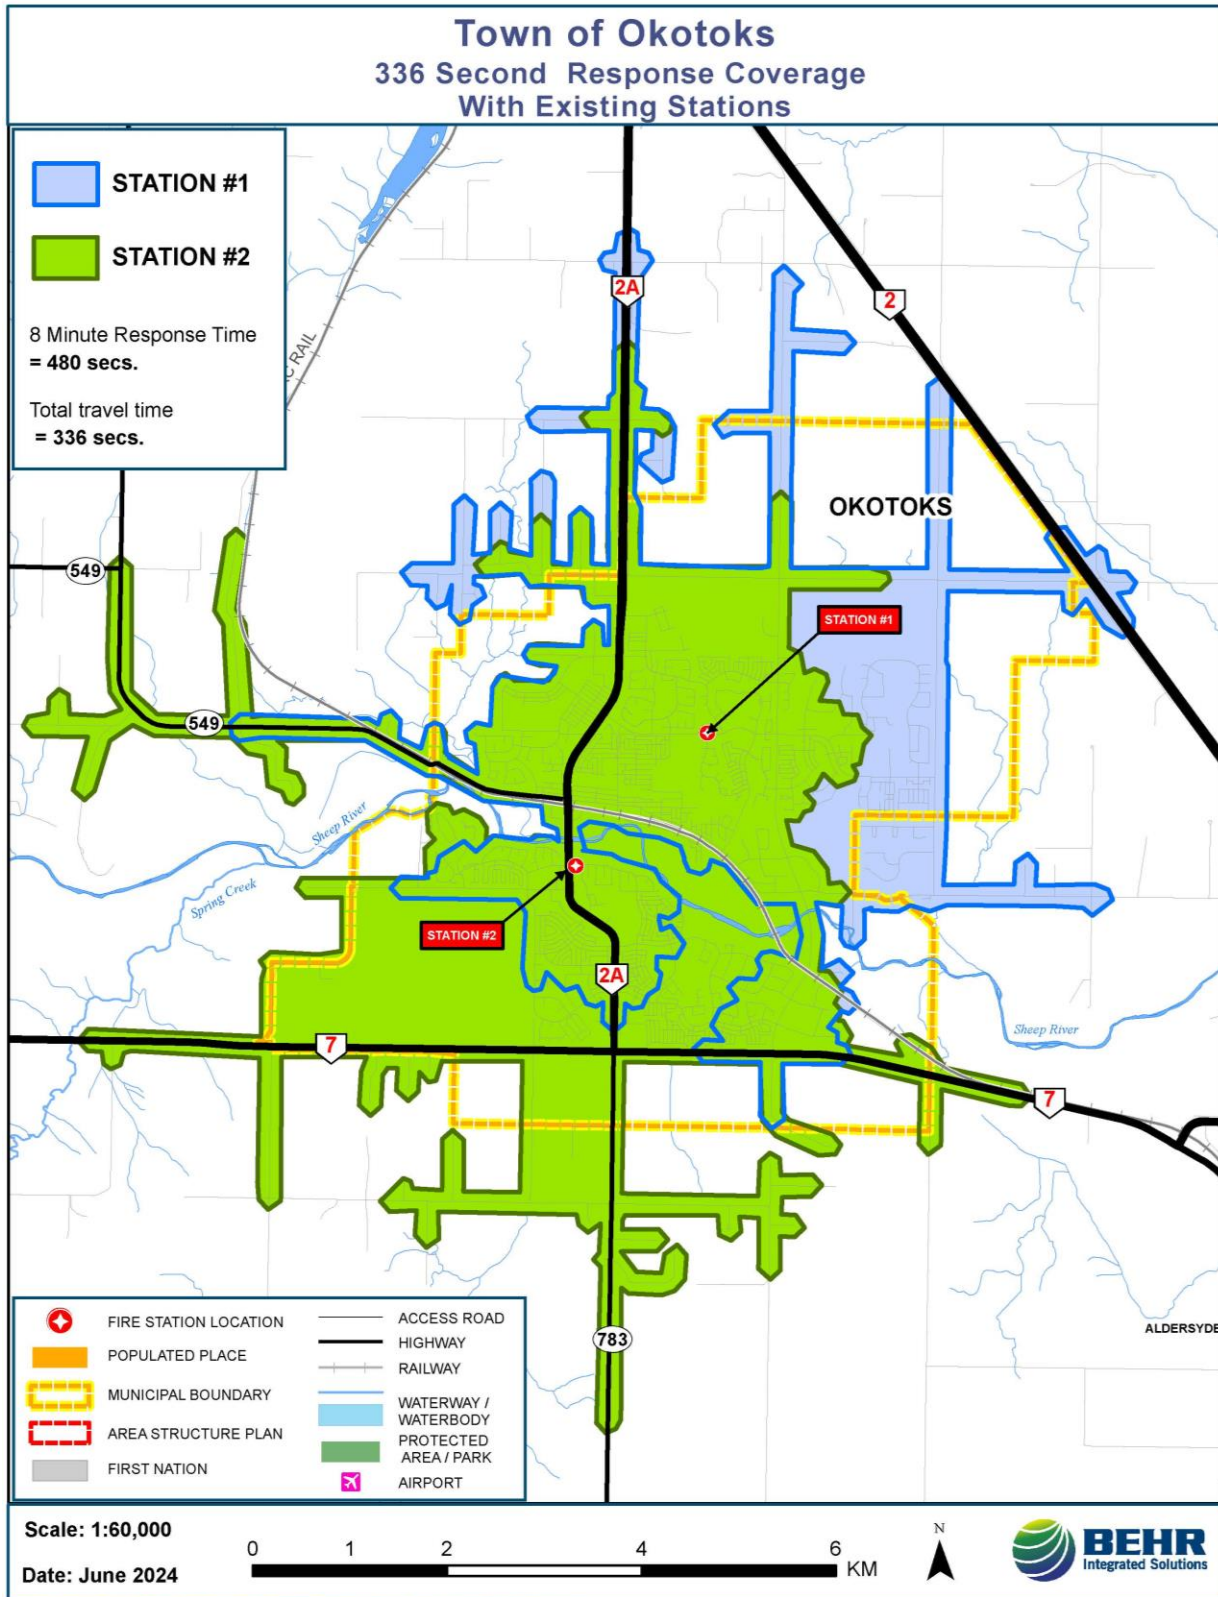 Town of Okotoks
336 Second Response Coverage
With Existing Stations
STATION #1
STATION #2
8 Minute Response Time
= 480 secs.
Total travel time
= 336 secs.
C RAIL
2A
2
OKOTOKS
549
STATION #1
549
Sheep River
Spring Creek
STATION #2
2A
Sheep River
7
7
783
ALDERSYDE
FIRE STATION LOCATION
POPULATED PLACE
MUNICIPAL BOUNDARY
AREA STRUCTURE PLAN
FIRST NATION
ACCESS ROAD
HIGHWAY
RAILWAY
WATERWAY /
WATERBODY
PROTECTED
AREA / PARK
AIRPORT
Scale: 1:60,000
Date: June 2024
0 1 2 4 6
KM
N
BEHR
Integrated Solutions